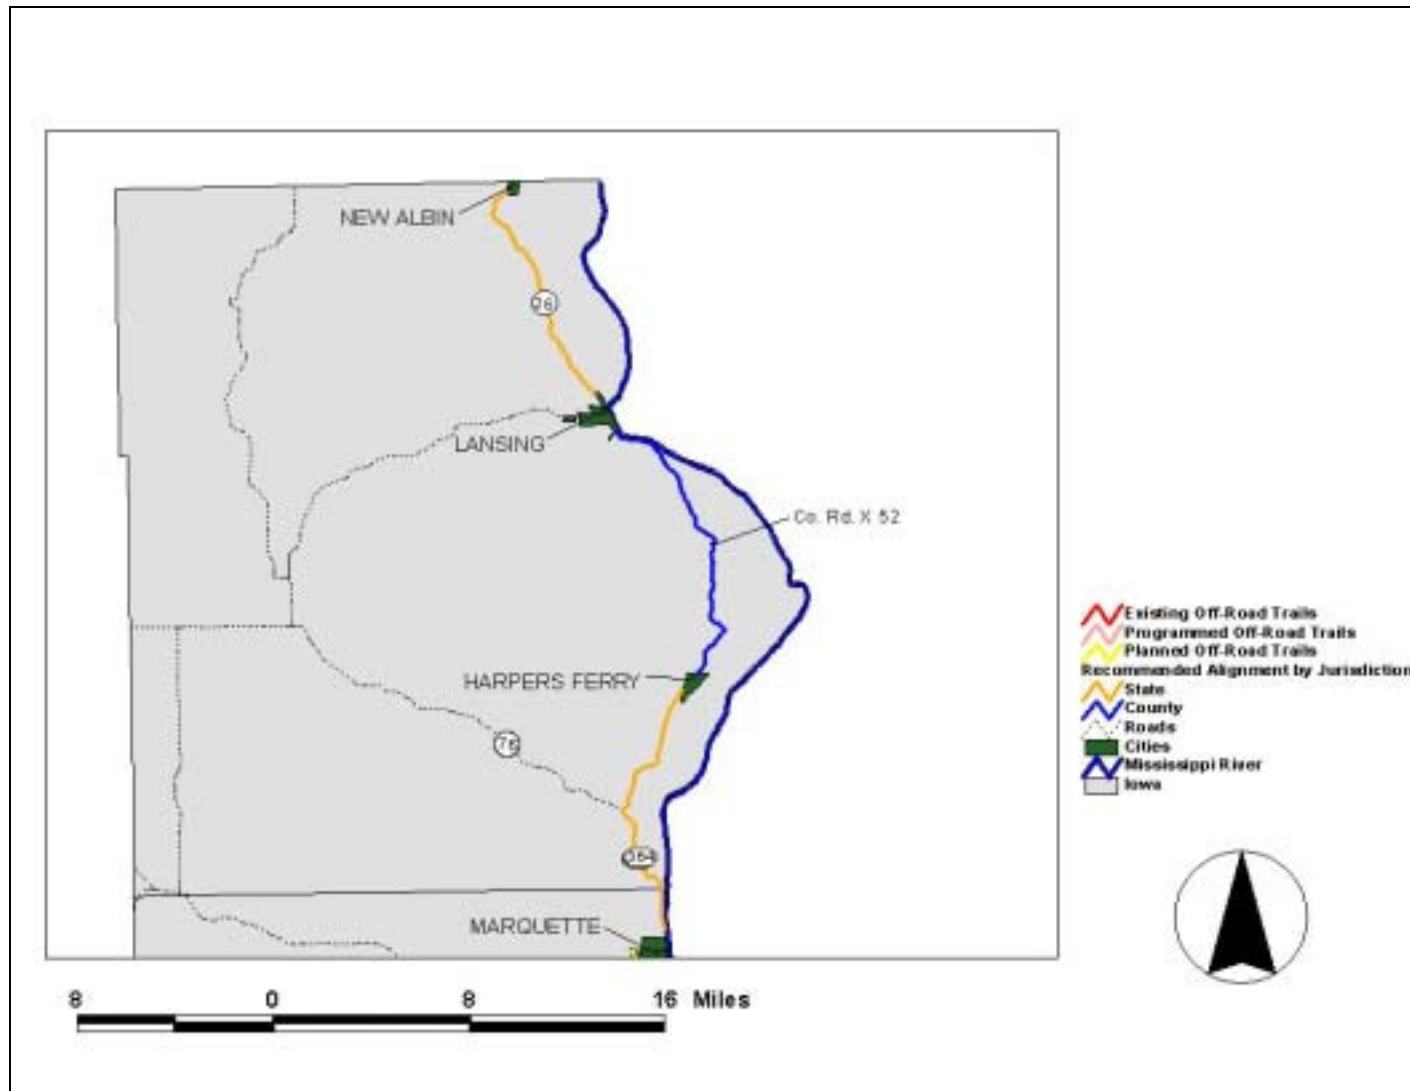 NEW ALBIN
26
LANSING
Co. Rd. X 52
HARPERS FERRY
76
364
MARQUETTE
Existing Off-Road Trails
Programmed Off-Road Trails
Planned Off-Road Trails
Recommended Alignment by Jurisdiction
State
County
Roads
Cities
Mississippi River
Iowa
8 0 8 16 Miles